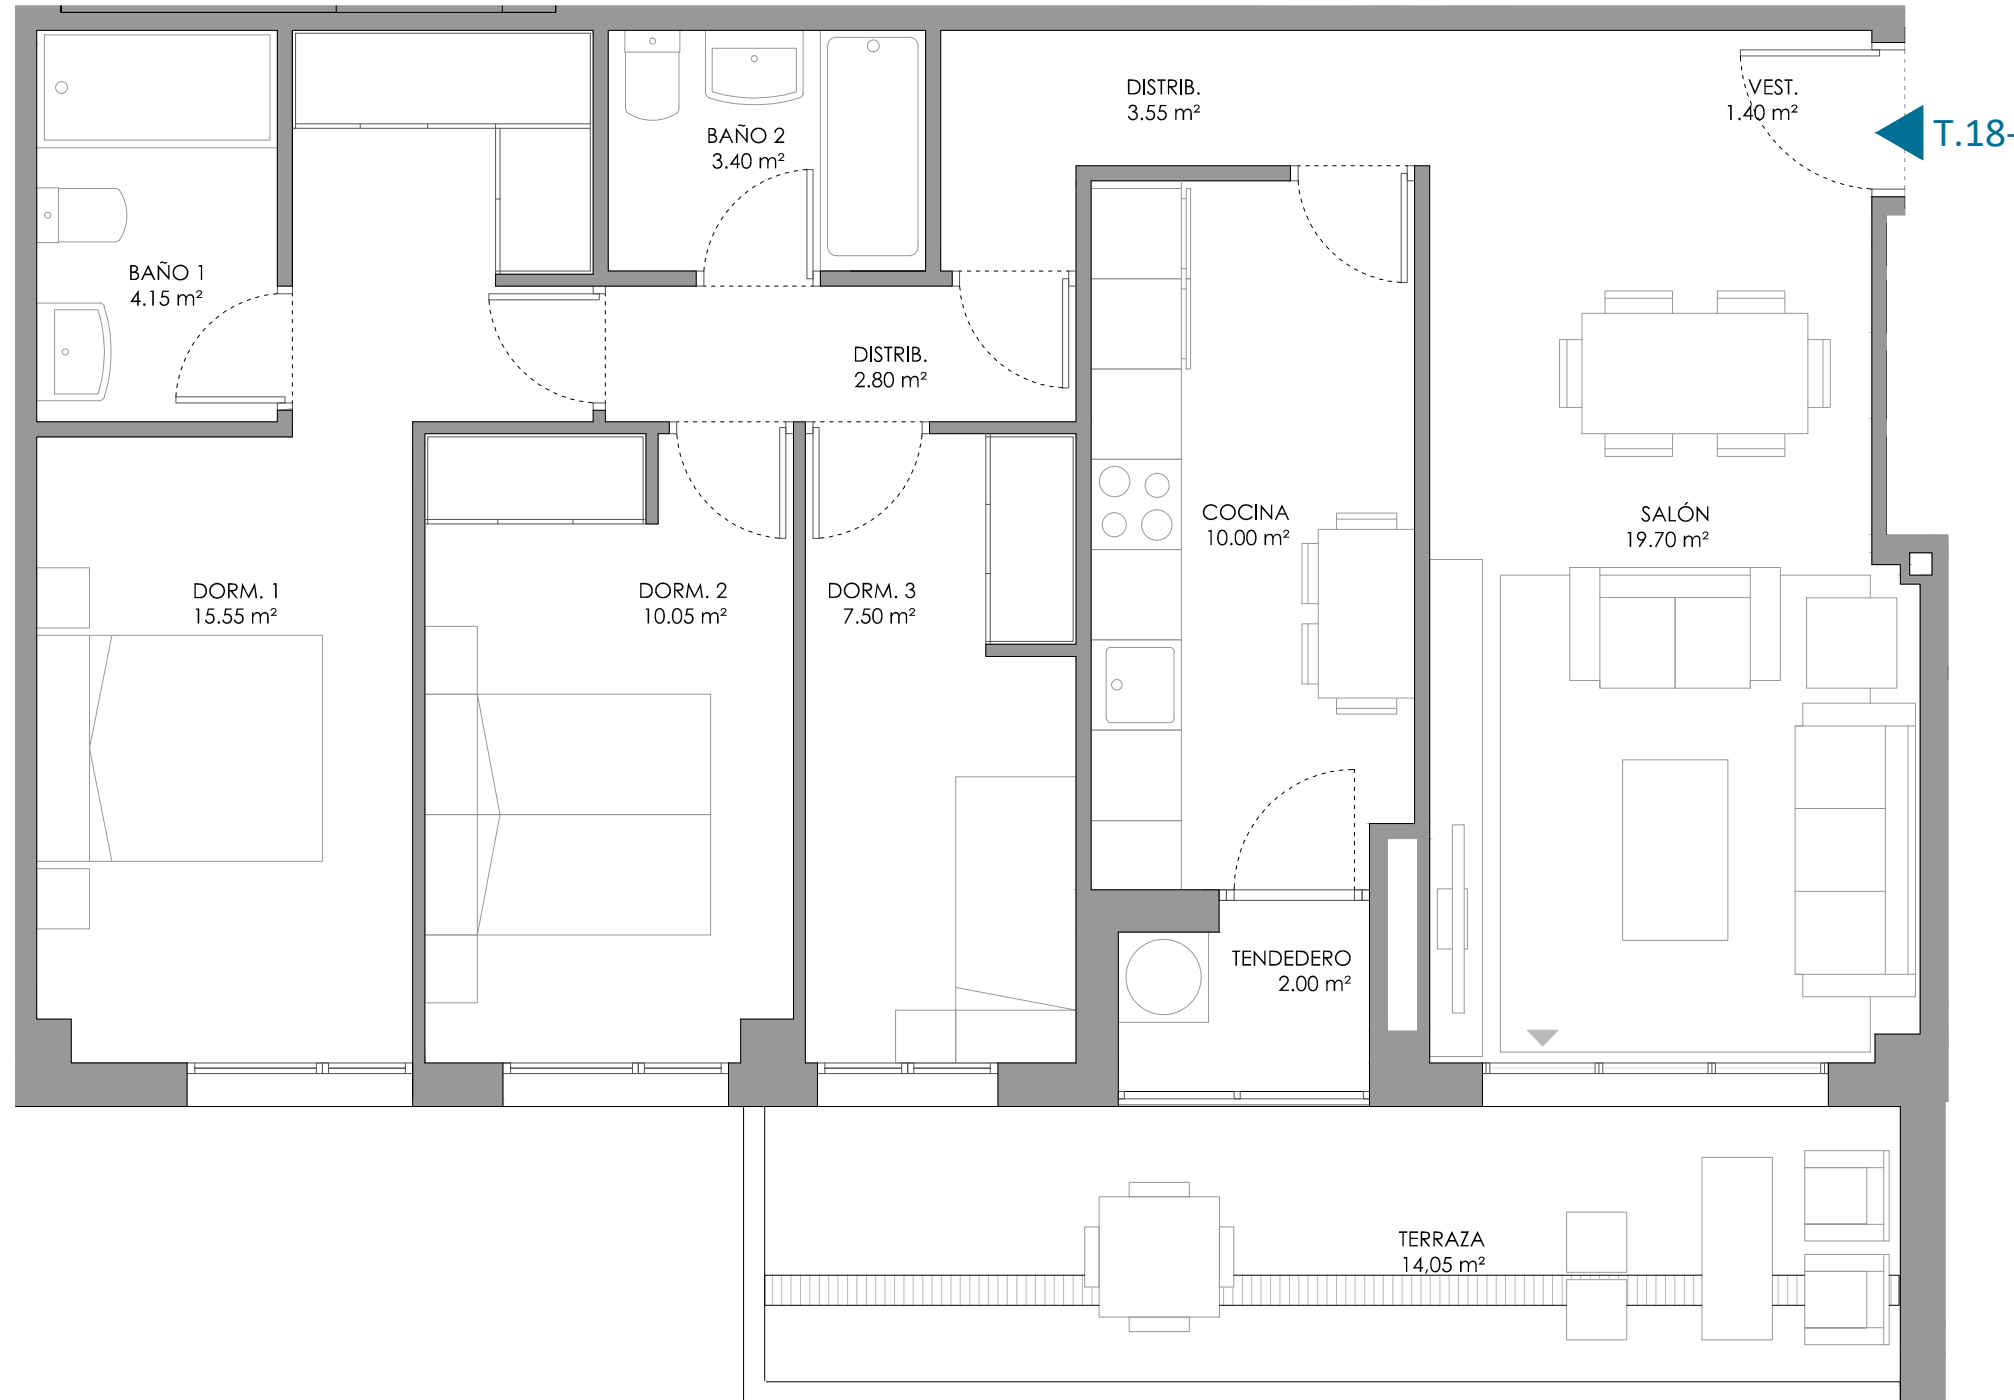 DISTRIB.
3.55 m²
VEST.
1.40 m²
T.18-
BAÑO 2
3.40 m²
BAÑO 1
4.15 m²
DISTRIB.
2.80 m²
COCINA
10.00 m²
SALÓN
19.70 m²
DORM. 1
15.55 m²
DORM. 2
10.05 m²
DORM. 3
7.50 m²
TENDEDERO
2.00 m²
TERRAZA
14,05 m²